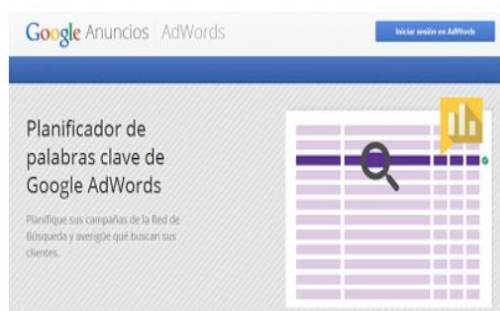 Google Anuncios AdWords
Iniciar sesión en AdWords
Planificador de
palabras clave de
Google AdWords
Planifique sus campañas de la Red de
Búsqueda y averigüe qué buscan sus
clientes.